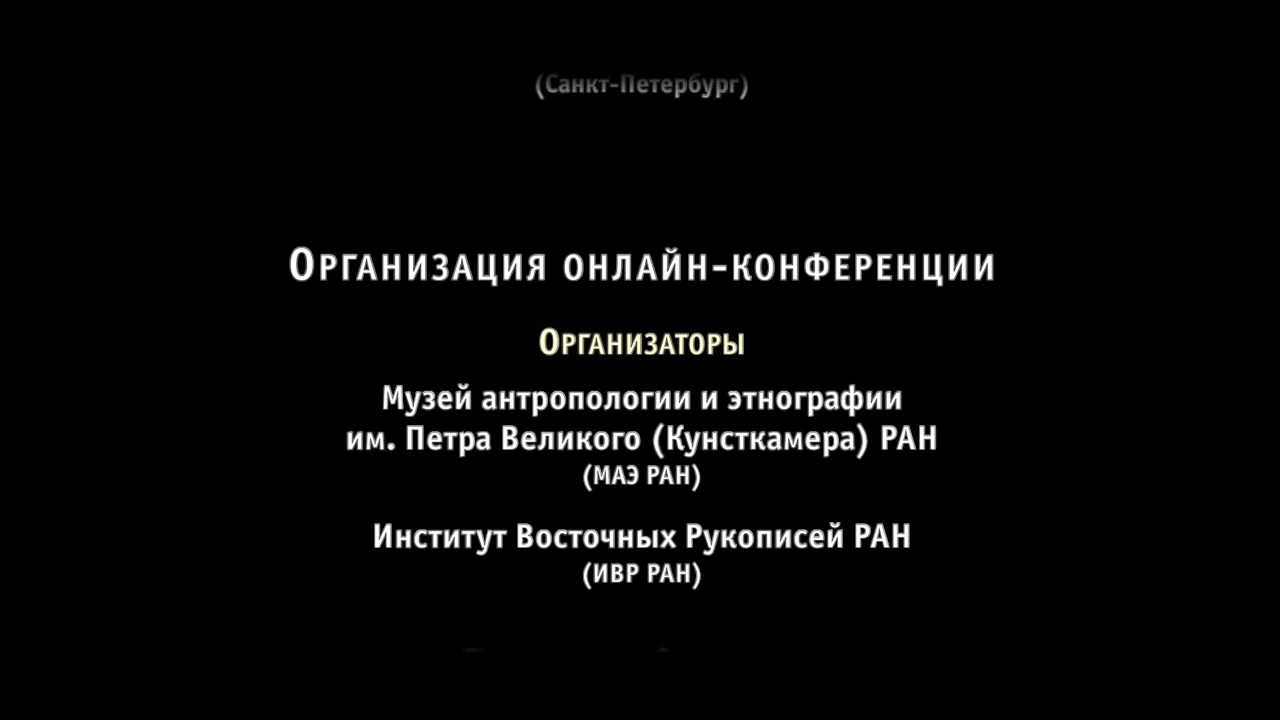 (Санкт-Петербург)
Организация онлайн-конференции
Организаторы
Музей антропологии и этнографии
им. Петра Великого (Кунсткамера) РАН
(МАЭ РАН)
Институт Восточных Рукописей РАН
(ИВР РАН)